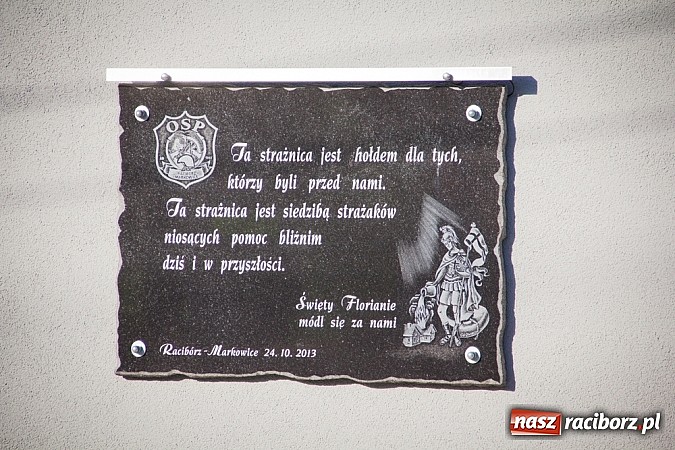 OSP
Ta strażnica jest hołdem dla tych,
którzy byli przed nami.
Ta strażnica jest siedzibą strażaków
niosących pomoc bliźnim
dziś i w przyszłości.
Święty Florianie
módl się za nami
Racibórz-Markowice 24.10.2013
nasz raciborz.pl